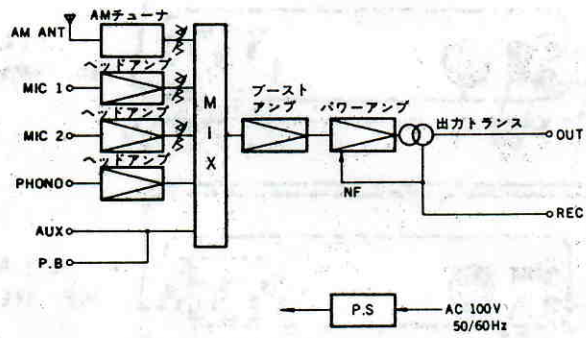 AMチューナ
AM ANT
ヘッドアンプ
MIC 1
ヘッドアンプ
MIC 2
ヘッドアンプ
PHONO
AUX
P.B
M
I
X
ブースト
アンプ
パワーアンプ
出力トランス
OUT
NF
REC
P.S
AC 100V
50/60Hz